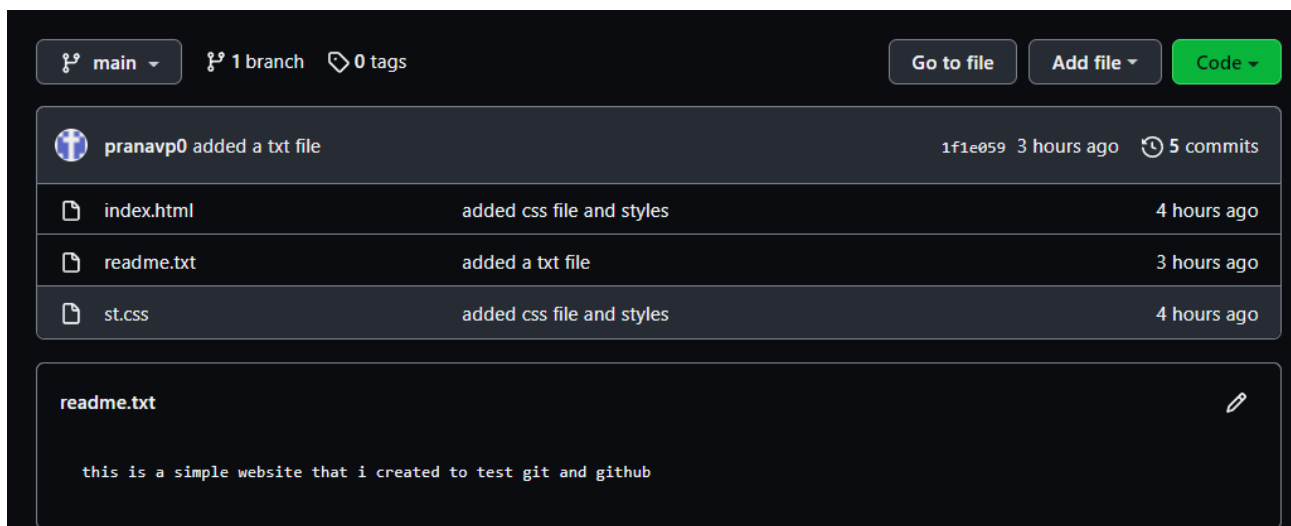 main 1 branch 0 tags Go to file Add file Code
pranavp0 added a txt file 1f1e059 3 hours ago 5 commits
index.html added css file and styles 4 hours ago
readme.txt added a txt file 3 hours ago
st.css added css file and styles 4 hours ago
readme.txt
this is a simple website that i created to test git and github